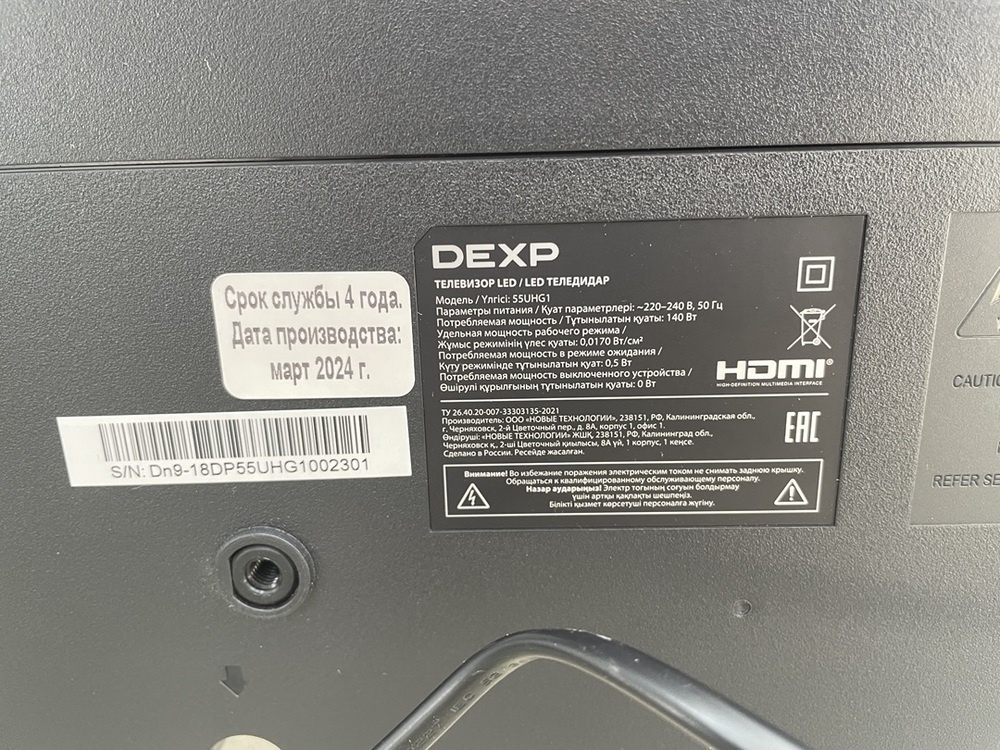 Срок службы 4 года.
Дата производства:
март 2024 г.
S/N: Dn9-18DP55UHG1002301
DEXP
ТЕЛЕВИЗОР LED / LED ТЕЛЕДИДАР
Модель / Үлгісі: 55UHG1
Параметры питания / Қуат параметрлері: ~220–240 В, 50 Гц
Потребляемая мощность / Тұтынылатын қуаты: 140 Вт
Удельная мощность рабочего режима /
Жұмыс режимінің үлес қуаты: 0,0170 Вт/см²
Потребляемая мощность в режиме ожидания /
Күту режимінде тұтынылатын қуат: 0,5 Вт
Потребляемая мощность выключенного устройства /
Өшірулі құрылғының тұтынылатын қуаты: 0 Вт
HDMI®
HIGH-DEFINITION MULTIMEDIA INTERFACE
ТУ 26.40.20-007-33303135-2021
Производитель: ООО «НОВЫЕ ТЕХНОЛОГИИ», 238151, РФ, Калининградская обл.,
г. Черняховск, 2-й Цветочный пер., д. 8А, корпус 1, офис 1.
Өндіруші: «НОВЫЕ ТЕХНОЛОГИИ» ЖШҚ, 238151, РФ, Калининград обл.,
Черняховск қ., 2-ші Цветочный қиылысы, 8А үй, 1 корпус, 1 кеңсе.
Сделано в России. Ресейде жасалған.
EAC
Внимание! Во избежание поражения электрическим током не снимать заднюю крышку.
Обращаться к квалифицированному обслуживающему персоналу.
Назар аударыңыз! Электр тогының соғуын болдырмау
үшін артқы қақпақты шешпеңіз.
Білікті қызмет көрсетуші персоналға жүгіну.
CAUTIO
REFER SE